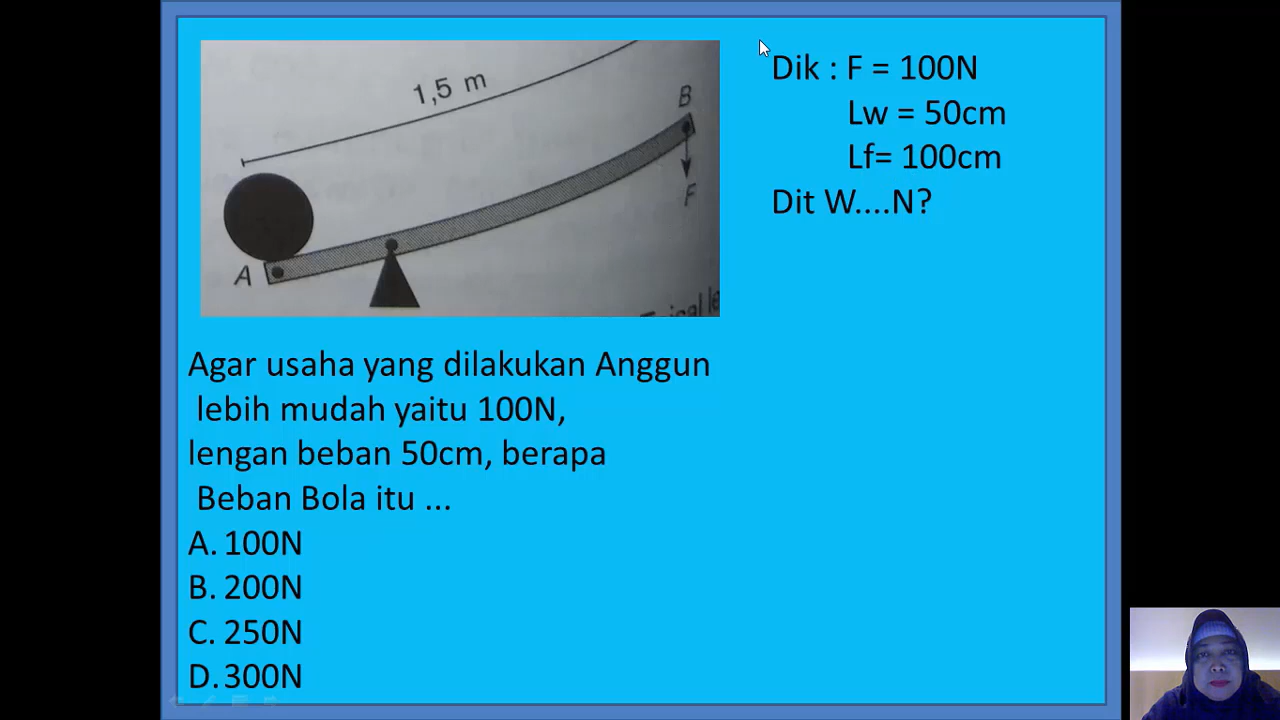 1,5 m
B
F
A
Dik : F = 100N
Lw = 50cm
Lf= 100cm
Dit W....N?
Agar usaha yang dilakukan Anggun
lebih mudah yaitu 100N,
lengan beban 50cm, berapa
Beban Bola itu ...
A. 100N
B. 200N
C. 250N
D. 300N